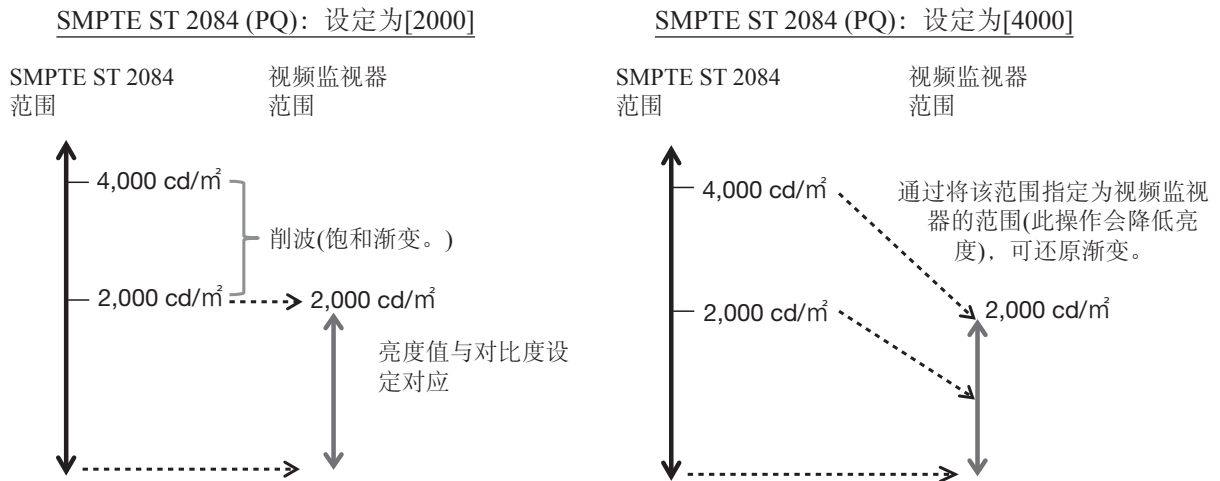 SMPTE ST 2084 (PQ)：设定为[2000]
SMPTE ST 2084
范围
视频监视器
范围
4,000 cd/㎡
削波(饱和渐变。)
2,000 cd/㎡
2,000 cd/㎡
亮度值与对比度设
定对应
SMPTE ST 2084 (PQ)：设定为[4000]
SMPTE ST 2084
范围
视频监视器
范围
4,000 cd/㎡
通过将该范围指定为视频监视
器的范围(此操作会降低亮
度)，可还原渐变。
2,000 cd/㎡
2,000 cd/㎡